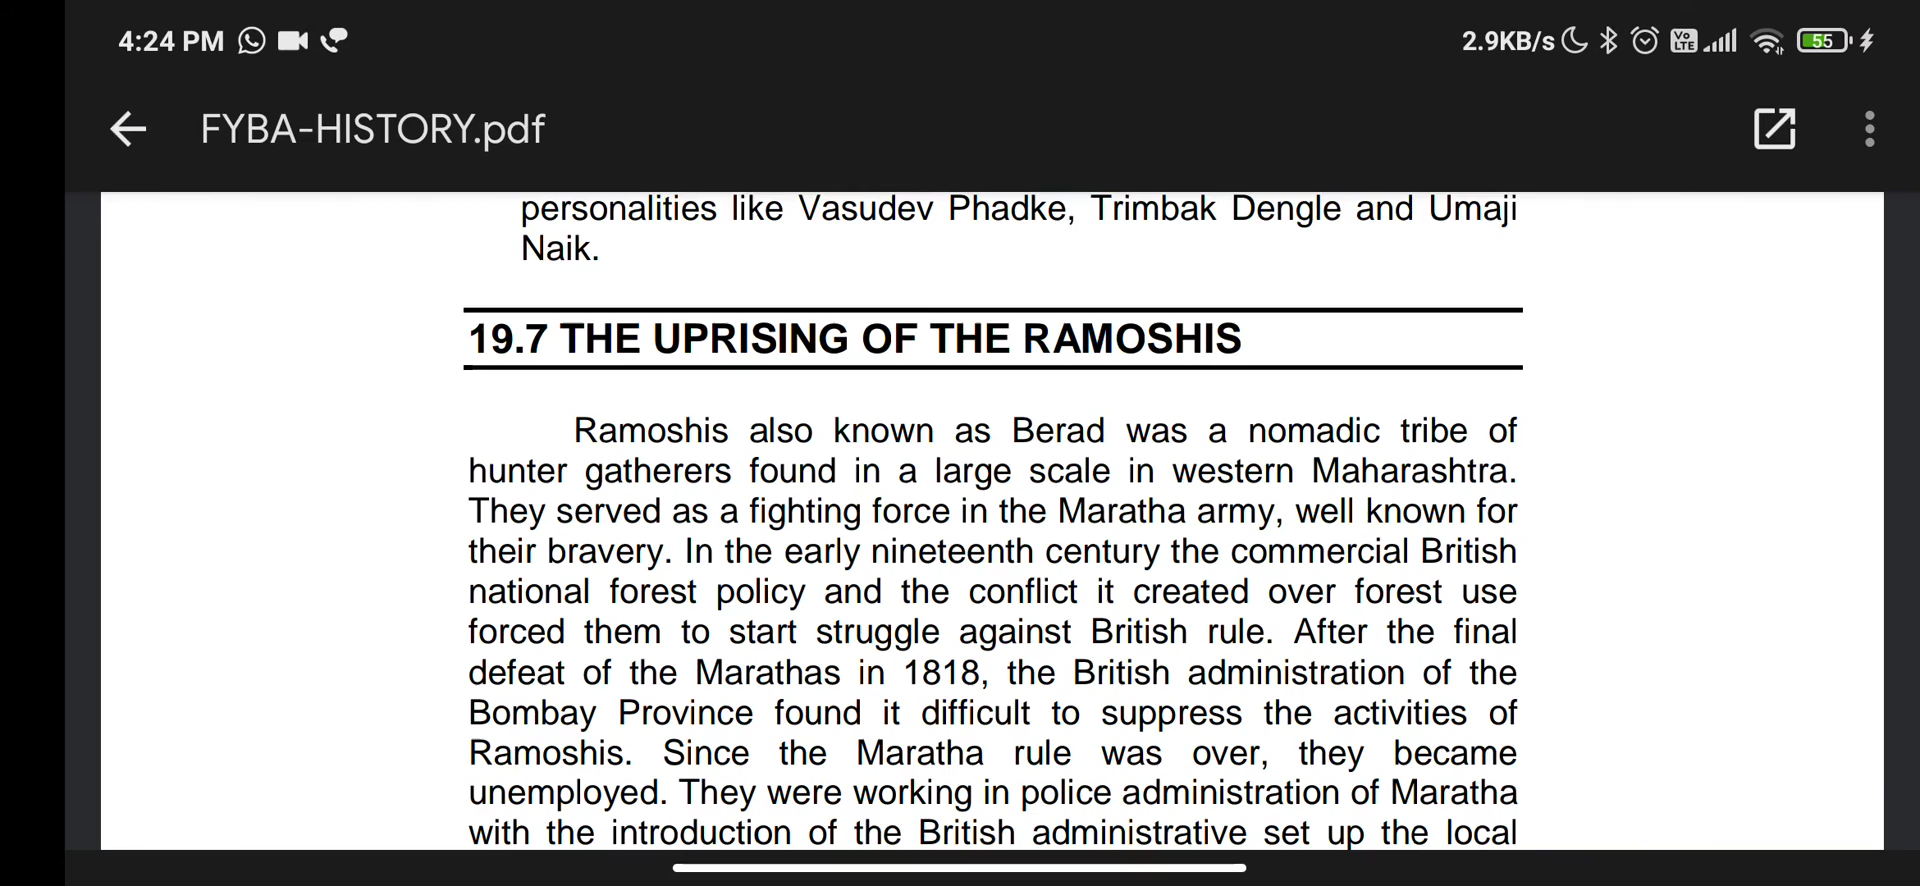 4:24 PM
2.9KB/s
Vo LTE
55
FYBA-HISTORY.pdf
personalities like Vasudev Phadke, Trimbak Dengle and Umaji
Naik.
19.7 THE UPRISING OF THE RAMOSHIS
Ramoshis also known as Berad was a nomadic tribe of
hunter gatherers found in a large scale in western Maharashtra.
They served as a fighting force in the Maratha army, well known for
their bravery. In the early nineteenth century the commercial British
national forest policy and the conflict it created over forest use
forced them to start struggle against British rule. After the final
defeat of the Marathas in 1818, the British administration of the
Bombay Province found it difficult to suppress the activities of
Ramoshis. Since the Maratha rule was over, they became
unemployed. They were working in police administration of Maratha
with the introduction of the British administrative set up the local